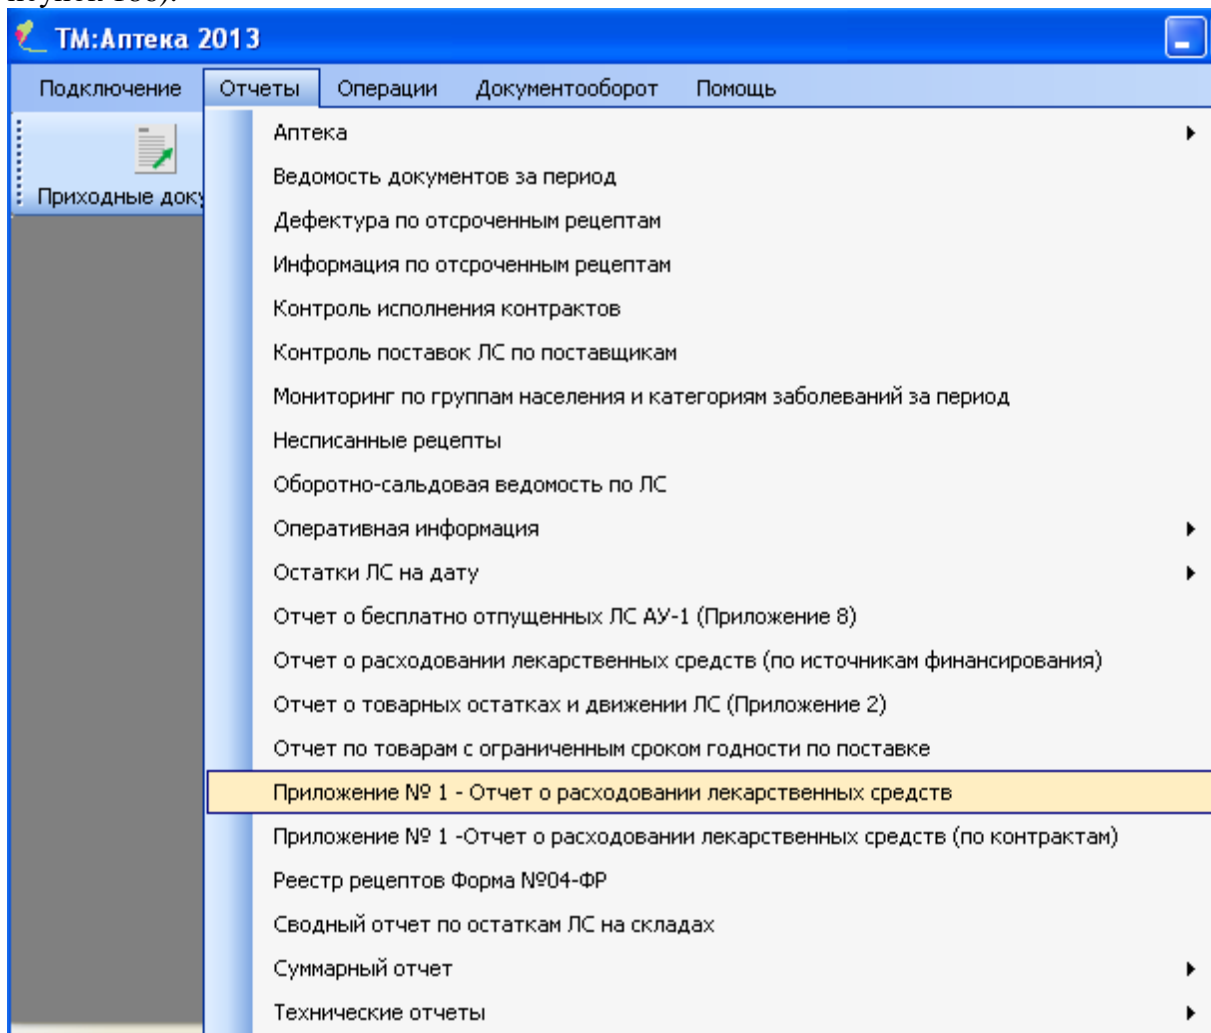 ТМ:Аптека 2013
Подключение Отчеты Операции Документооборот Помощь
Приходные
Аптека
Ведомость документов за период
Дефектура по отсроченным рецептам
Информация по отсроченным рецептам
Контроль исполнения контрактов
Контроль поставок ЛС по поставщикам
Мониторинг по группам населения и категориям заболеваний за период
Несписанные рецепты
Оборотно-сальдовая ведомость по ЛС
Оперативная информация
Остатки ЛС на дату
Отчет о бесплатно отпущенных ЛС АУ-1 (Приложение 8)
Отчет о расходовании лекарственных средств (по источникам финансирования)
Отчет о товарных остатках и движении ЛС (Приложение 2)
Отчет по товарам с ограниченным сроком годности по поставке
Приложение № 1 - Отчет о расходовании лекарственных средств
Приложение № 1 -Отчет о расходовании лекарственных средств (по контрактам)
Реестр рецептов Форма №04-ФР
Сводный отчет по остаткам ЛС на складах
Суммарный отчет
Технические отчеты